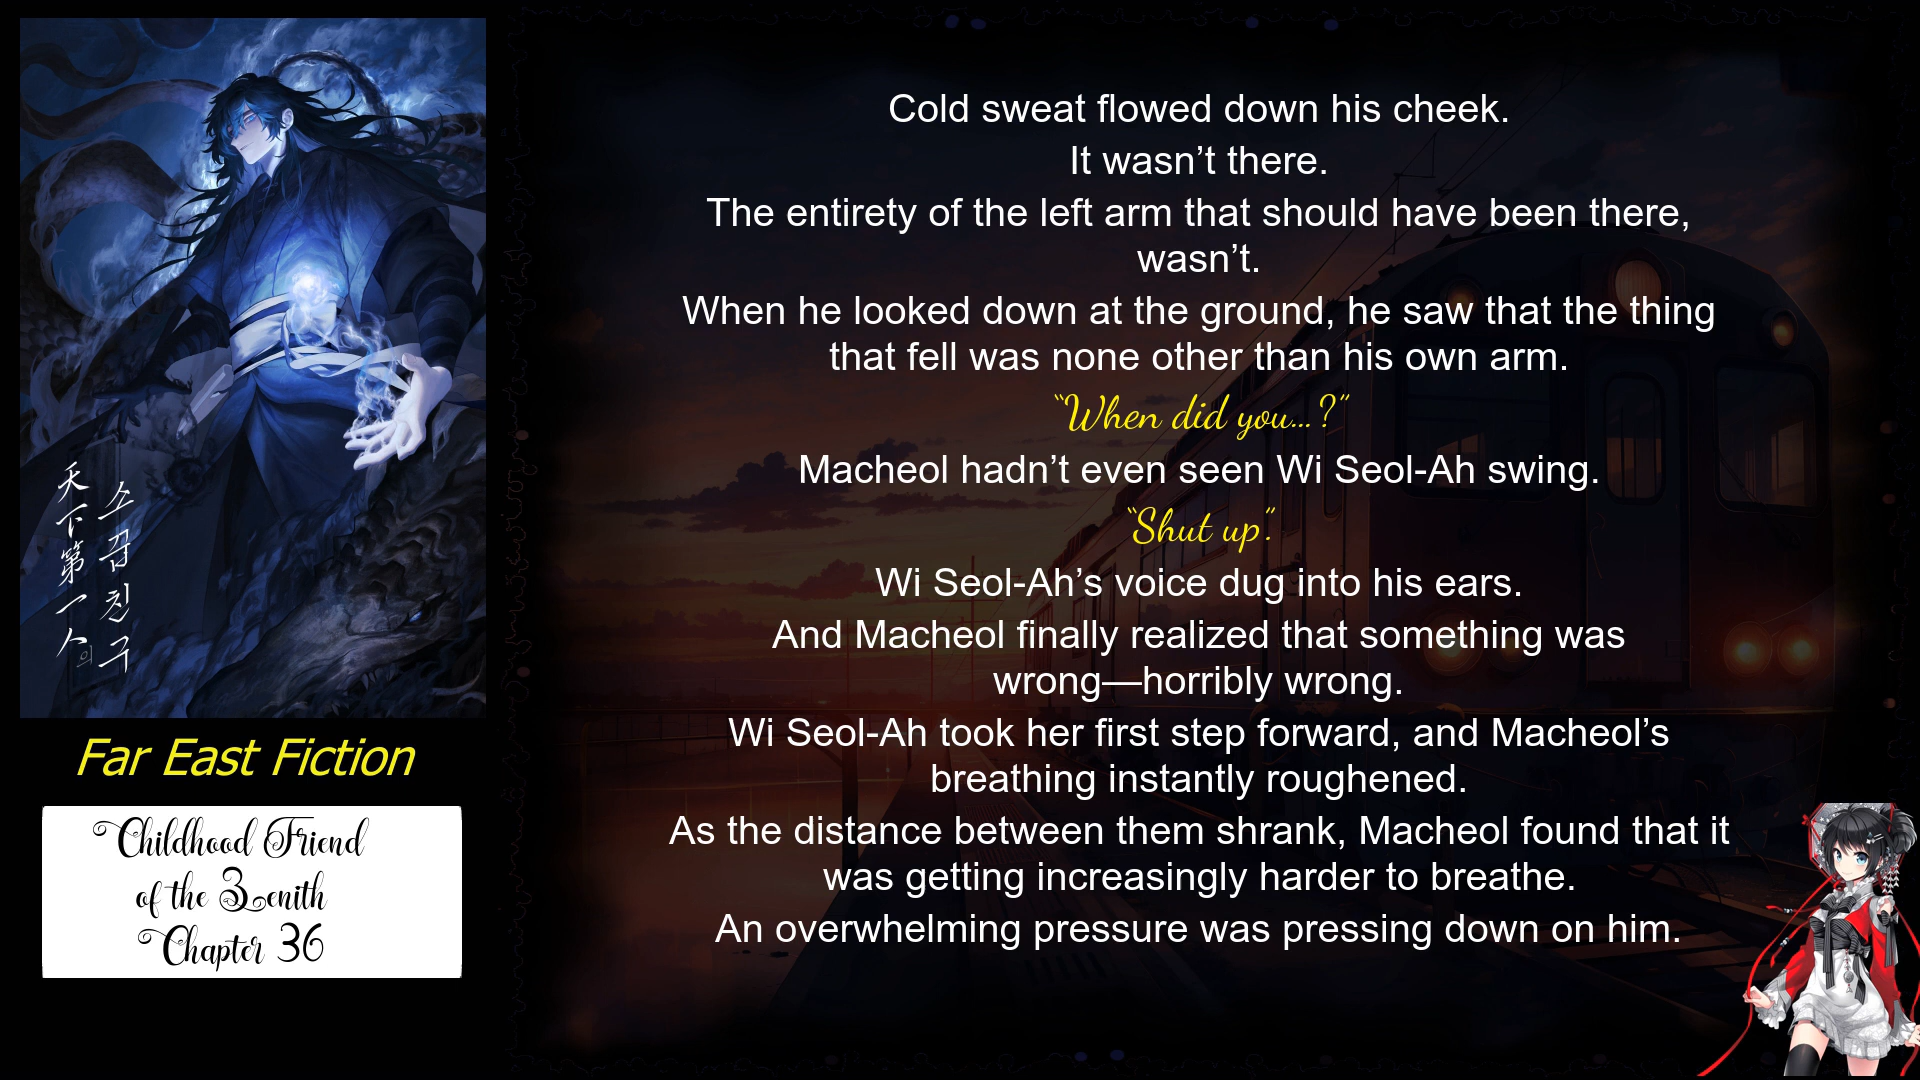 Cold sweat flowed down his cheek.
It wasn’t there.
The entirety of the left arm that should have been there,
wasn’t.
When he looked down at the ground, he saw that the thing
that fell was none other than his own arm.
“When did you...?”
Macheol hadn’t even seen Wi Seol-Ah swing.
“Shut up.”
Wi Seol-Ah’s voice dug into his ears.
And Macheol finally realized that something was
wrong—horribly wrong.
Wi Seol-Ah took her first step forward, and Macheol’s
breathing instantly roughened.
As the distance between them shrank, Macheol found that it
was getting increasingly harder to breathe.
An overwhelming pressure was pressing down on him.
天下第一人의
소꿉친구
Far East Fiction
Childhood Friend
of the Zenith
Chapter 36